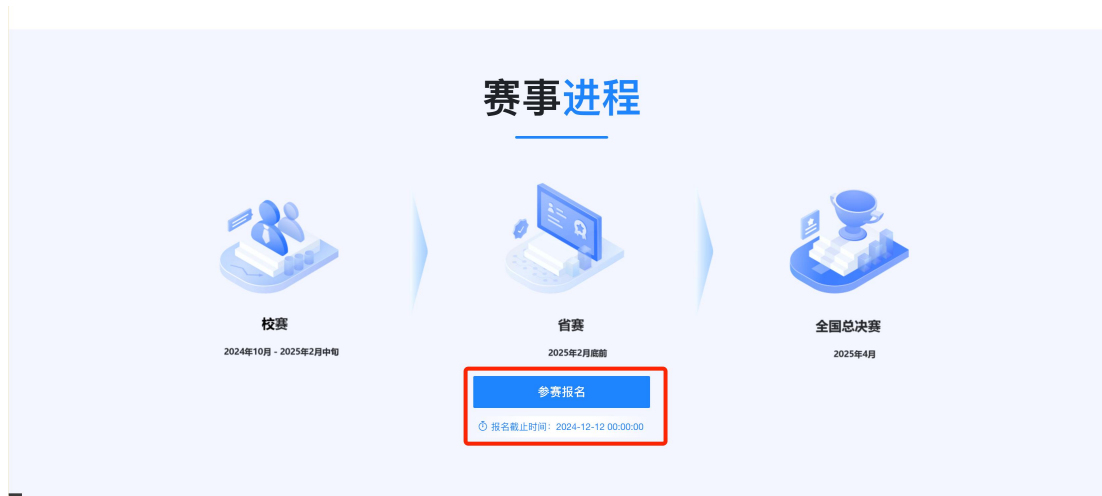 赛事进程
校赛
2024年10月 - 2025年2月中旬
省赛
2025年2月底前
全国总决赛
2025年4月
参赛报名
报名截止时间：2024-12-12 00:00:00